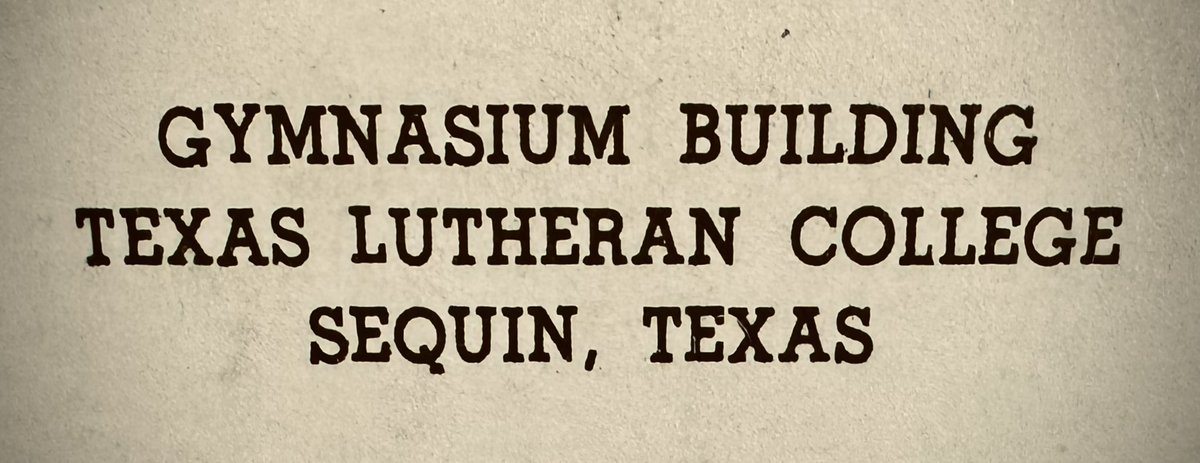 GYMNASIUM BUILDING
TEXAS LUTHERAN COLLEGE
SEQUIN, TEXAS